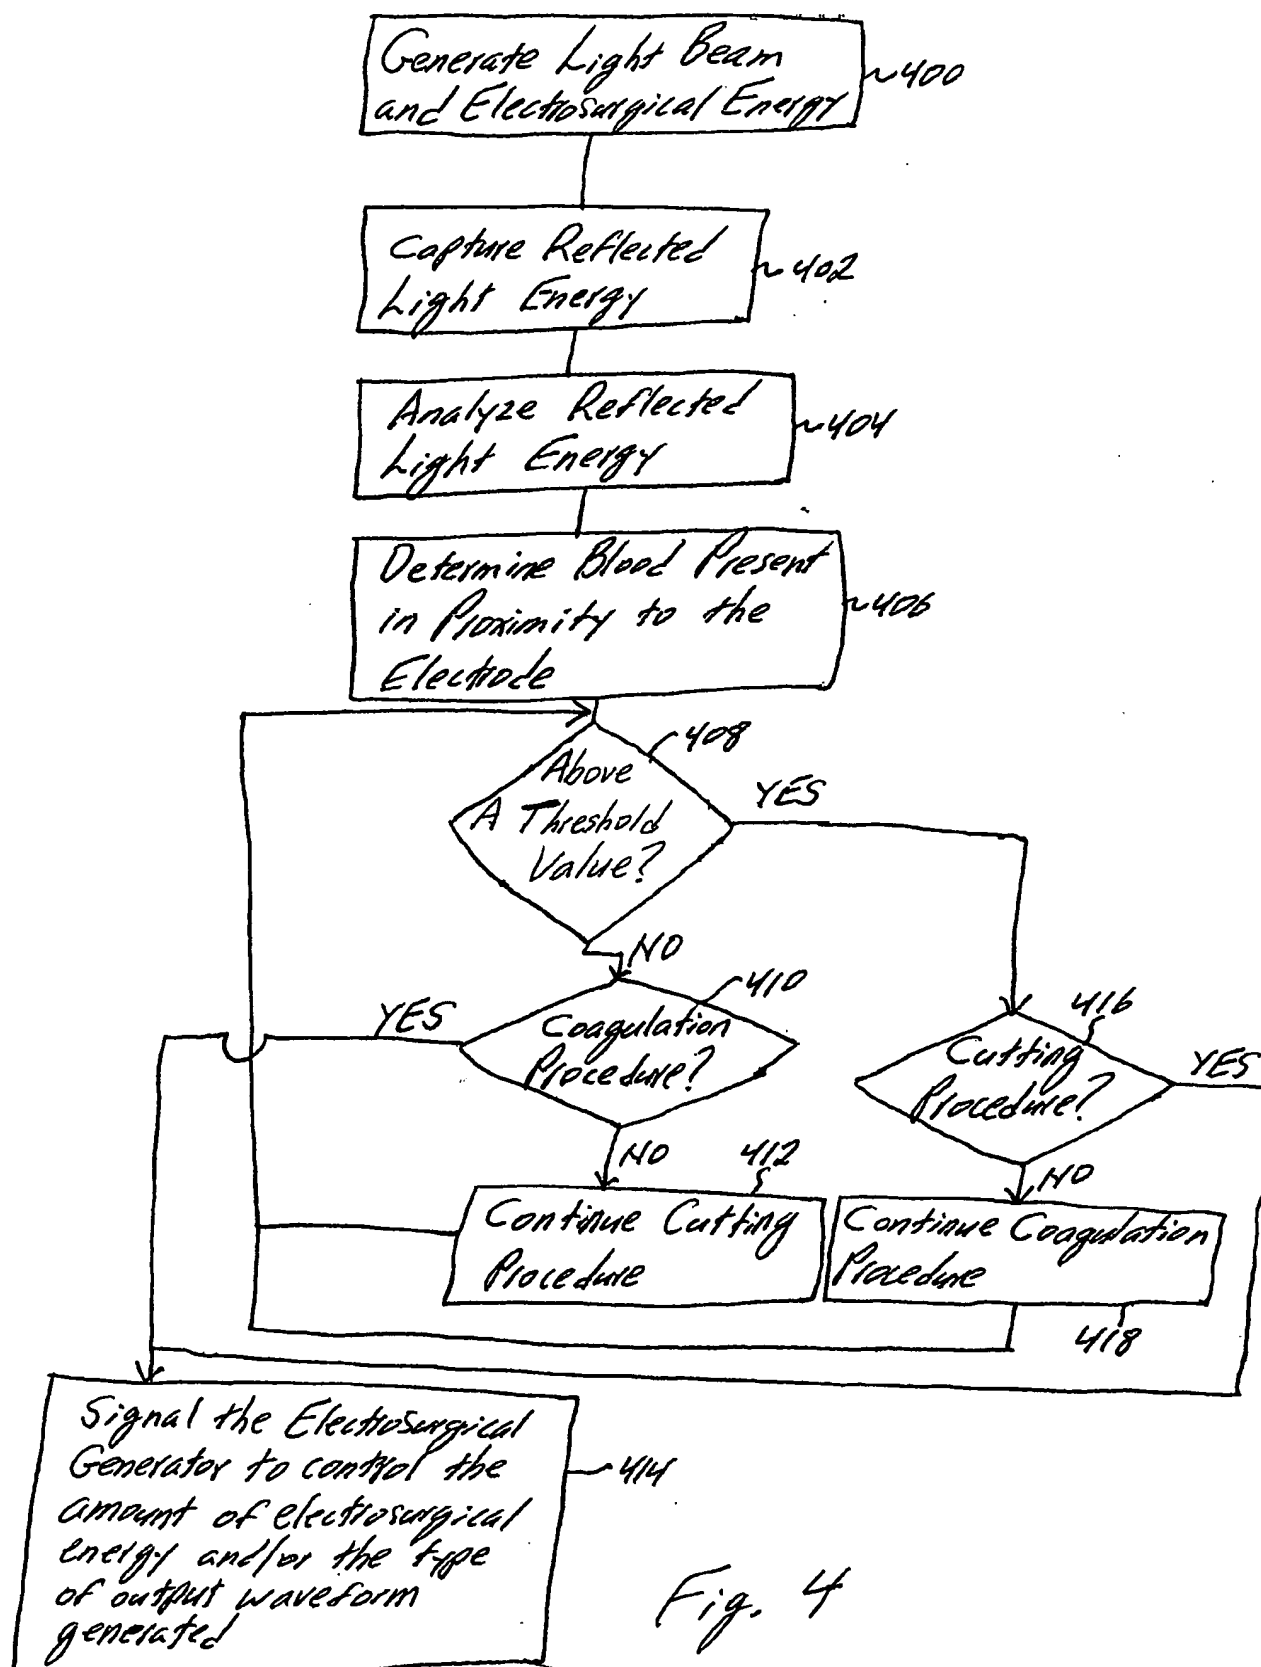 Generate Light Beam
and Electrosurgical Energy
~400
Capture Reflected
Light Energy
~402
Analyze Reflected
Light Energy
~404
Determine Blood Present
in Proximity to the
Electrode
~406
408
Above
A Threshold
Value?
YES
NO
410
YES
Coagulation
Procedure?
416
Cutting
Procedure?
YES
NO
412
NO
Continue Cutting
Procedure
Continue Coagulation
Procedure
418
Signal the Electrosurgical
Generator to control the
amount of electrosurgical
energy and/or the type
of output waveform
generated
414
Fig. 4